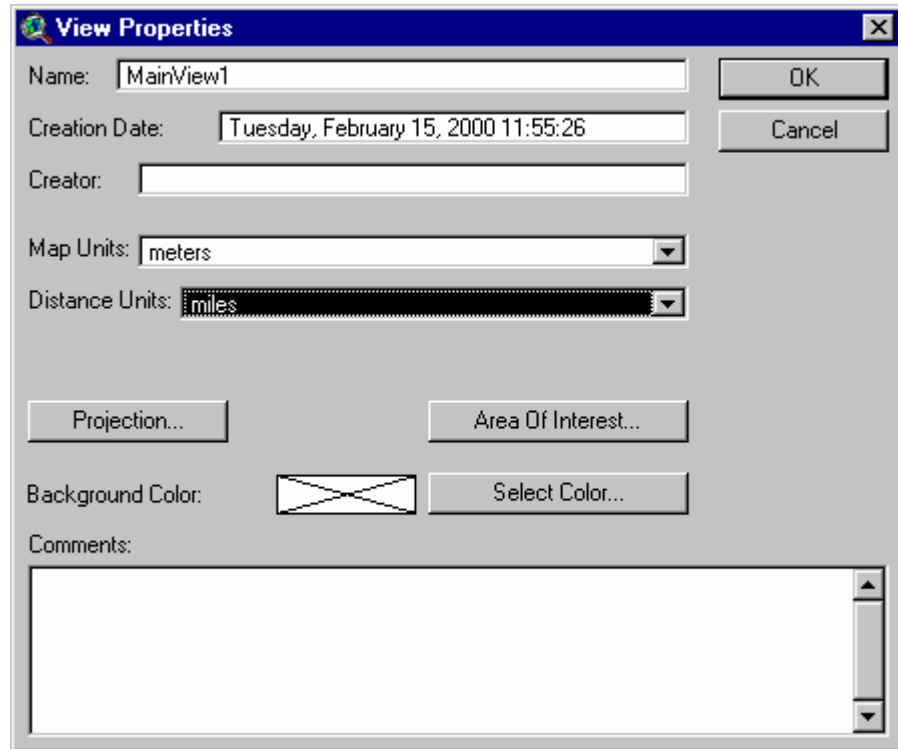 View Properties
Name: MainView1
OK
Creation Date: Tuesday, February 15, 2000 11:55:26
Cancel
Creator:
Map Units: meters
Distance Units: miles
Projection...
Area Of Interest...
Background Color:
Select Color...
Comments: